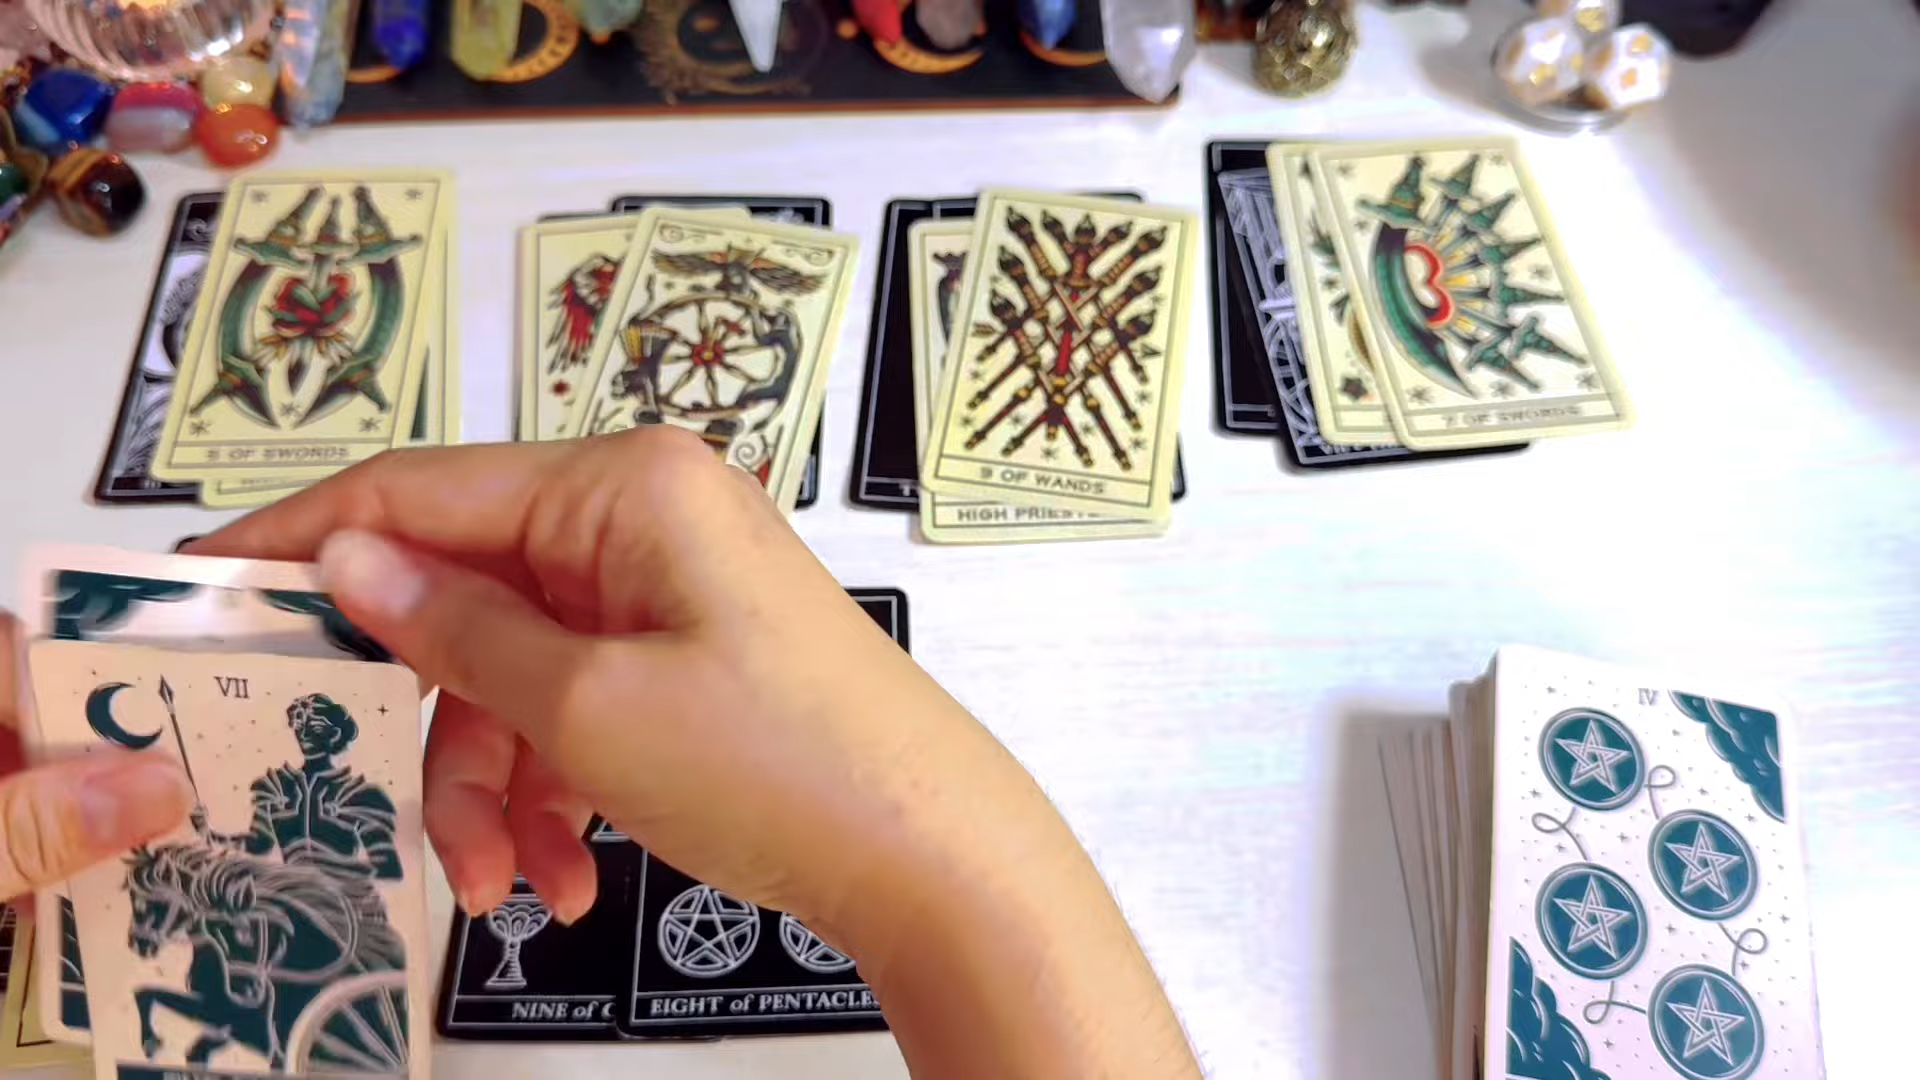 5 OF SWORDS
9 OF WANDS
HIGH PRIEST
7 OF SWORDS
VII
IV
NINE of C
EIGHT of PENTACLES